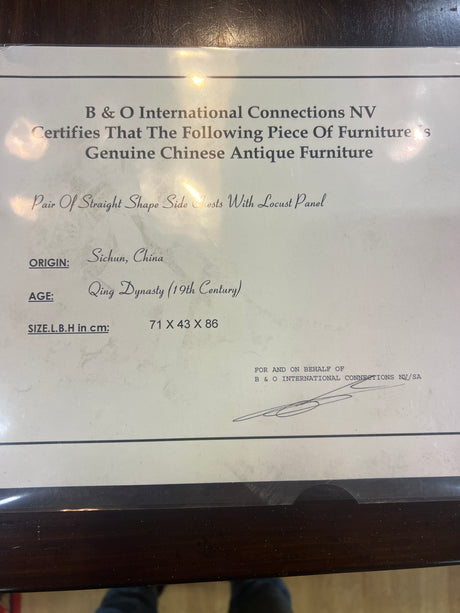 B & O International Connections NV
Certifies That The Following Piece Of Furniture Is
Genuine Chinese Antique Furniture
Pair Of Straight Shape Side Chests With Locust Panel
ORIGIN: Sichun, China
AGE: Qing Dynasty (19th Century)
SIZE.L.B.H in cm: 71 X 43 X 86
FOR AND ON BEHALF OF
B & O INTERNATIONAL CONNECTIONS NV/SA